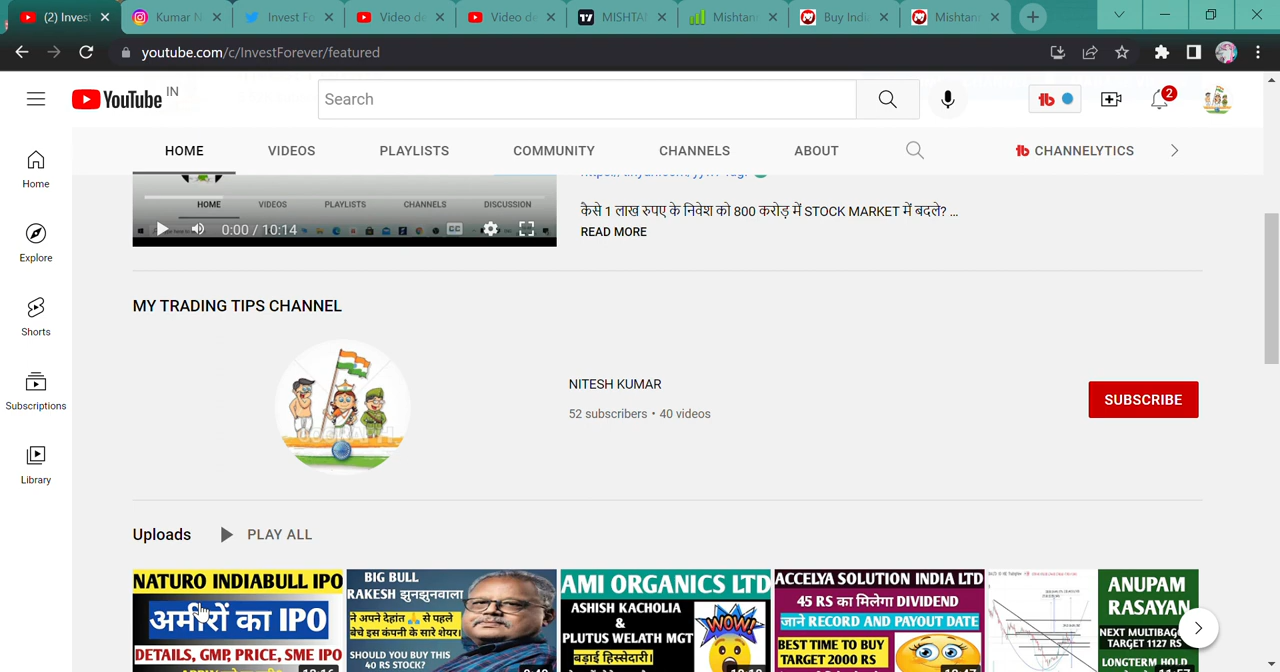 (2) Invest
Kumar N
Invest Fo
Video de
Video de
MISHTA
Mishtan
Buy Indi
Mishtan
youtube.com/c/InvestForever/featured
YouTube IN
Search
2
HOME VIDEOS PLAYLISTS COMMUNITY CHANNELS ABOUT CHANNELYTICS
HOME VIDEOS PLAYLISTS CHANNELS DISCUSSION
0:00 / 10:14
कैसे 1 लाख रुपए के निवेश को 800 करोड़ में STOCK MARKET में बदले? ...
READ MORE
Home
Explore
Shorts
Subscriptions
Library
MY TRADING TIPS CHANNEL
NITESH KUMAR
52 subscribers • 40 videos
SUBSCRIBE
Uploads PLAY ALL
NATURO INDIABULL IPO
अमीरों का IPO
DETAILS, GMP, PRICE, SME IPO
BIG BULL
RAKESH झुनझुनवाला
ने अपने देहांत से पहले
बेचे इस कंपनी के सारे शेयर।
SHOULD YOU BUY THIS
40 RS STOCK?
AMI ORGANICS LTD
ASHISH KACHOLIA
&
PLUTUS WELATH MGT
बढ़ाई हिस्सेदारी।
WOW!
ACCELYA SOLUTION INDIA LTD
45 RS का मिलेगा DIVIDEND
जाने RECORD AND PAYOUT DATE
BEST TIME TO BUY
TARGET 2000 RS
ANUPAM
RASAYAN
NEXT MULTIBAG
TARGET 1127 RS
LONGTERM HOLD